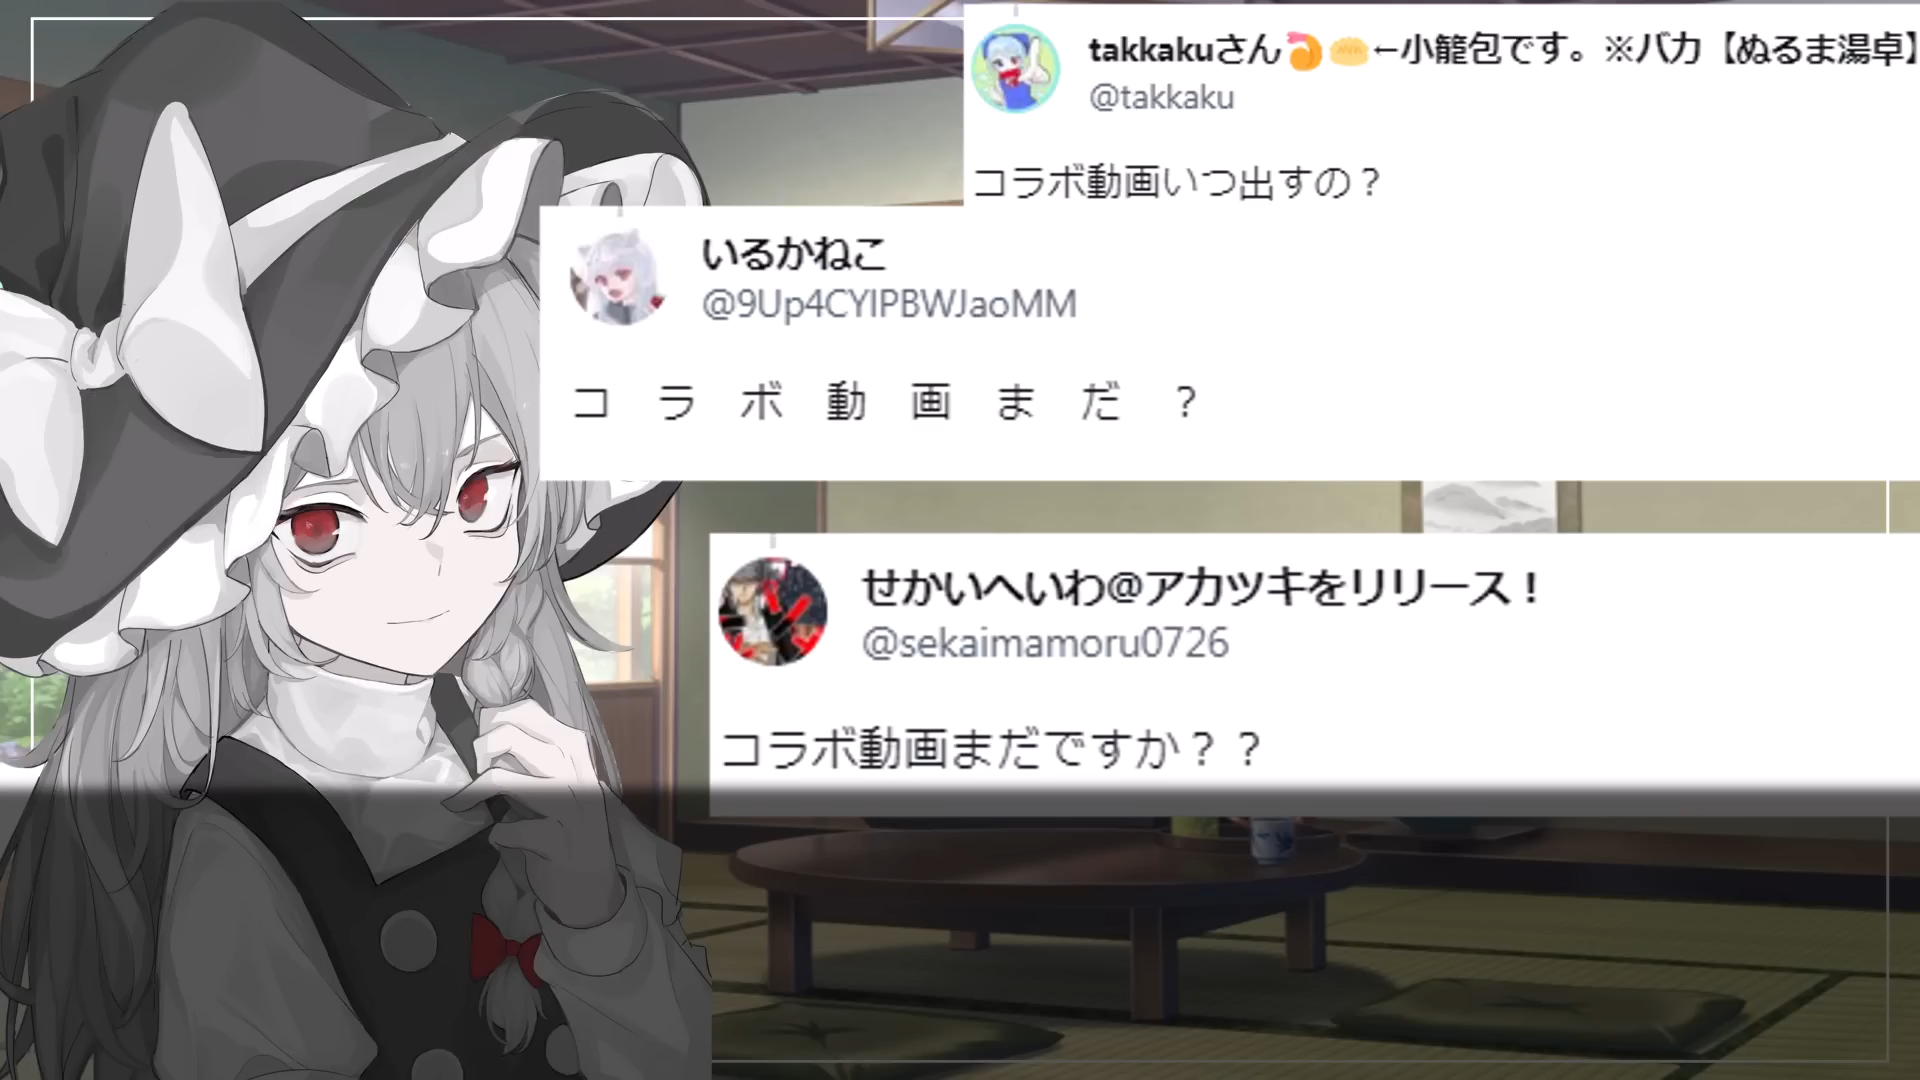 takkakuさん🍤🥟←小籠包です。※バカ【ぬるま湯卓】
@takkaku
コラボ動画いつ出すの？
いるかねこ
@9Up4CYIPBWJaoMM
コ ラ ボ 動 画 ま だ ？
せかいへいわ@アカツキをリリース！
@sekaimamoru0726
コラボ動画まだですか？？